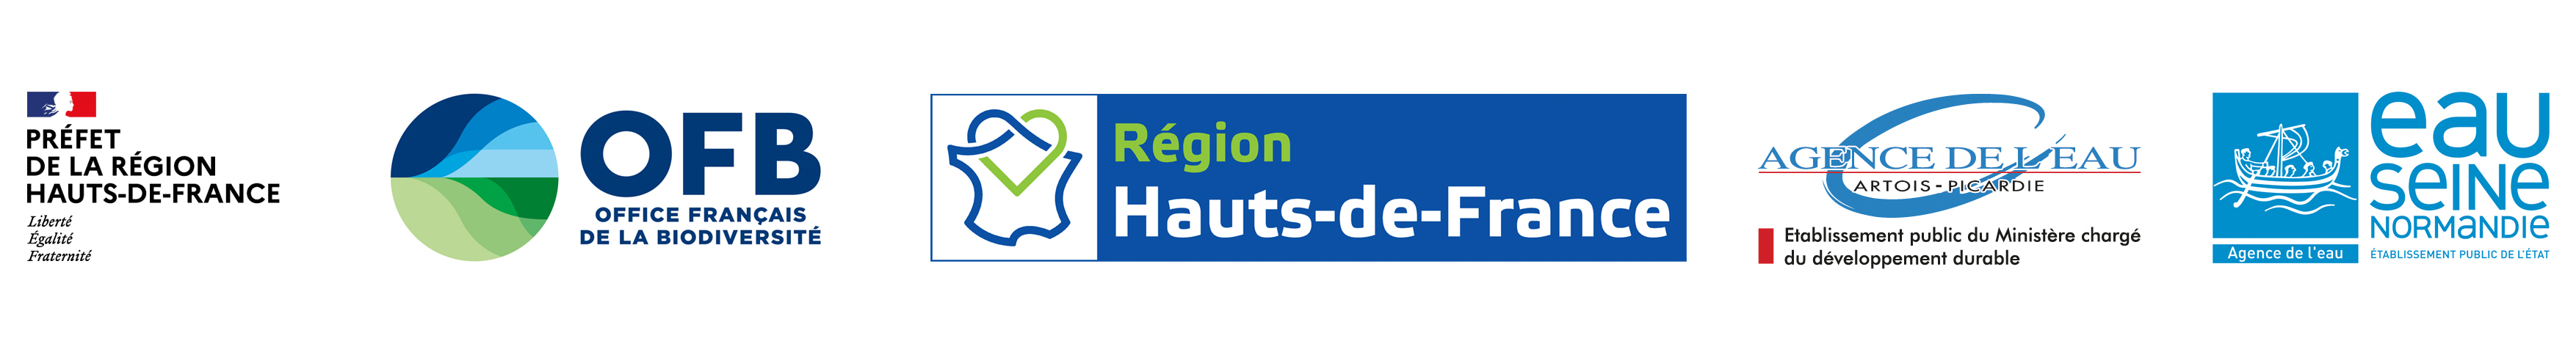 PRÉFET
DE LA RÉGION
HAUTS-DE-FRANCE
Liberté
Égalité
Fraternité
OFB
OFFICE FRANÇAIS
DE LA BIODIVERSITÉ
Région
Hauts-de-France
AGENCE DE L'ÉAU
ARTOIS-PICARDIE
Etablissement public du Ministère chargé
du développement durable
Agence de l'eau
eau
seine
NORMANDIE
ÉTABLISSEMENT PUBLIC DE L'ÉTAT